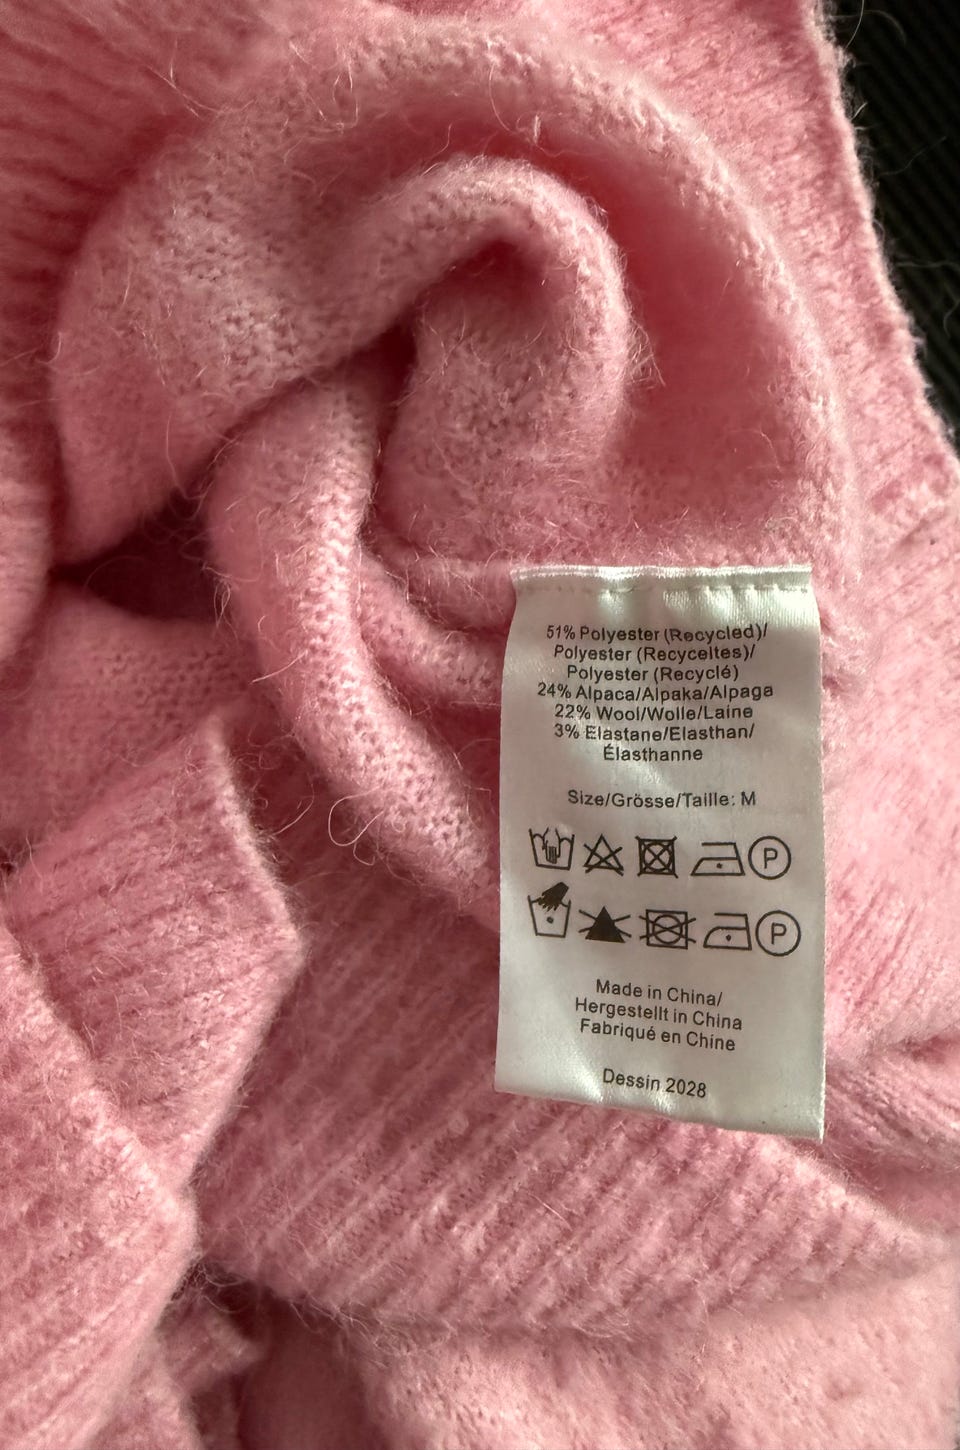 51% Polyester (Recycled)/
Polyester (Recyceltes)/
Polyester (Recyclé)
24% Alpaca/Alpaka/Alpaga
22% Wool/Wolle/Laine
3% Elastane/Elasthan/
Élasthanne
Size/Grösse/Taille: M
P
P
Made in China/
Hergestellt in China
Fabriqué en Chine
Dessin 2028